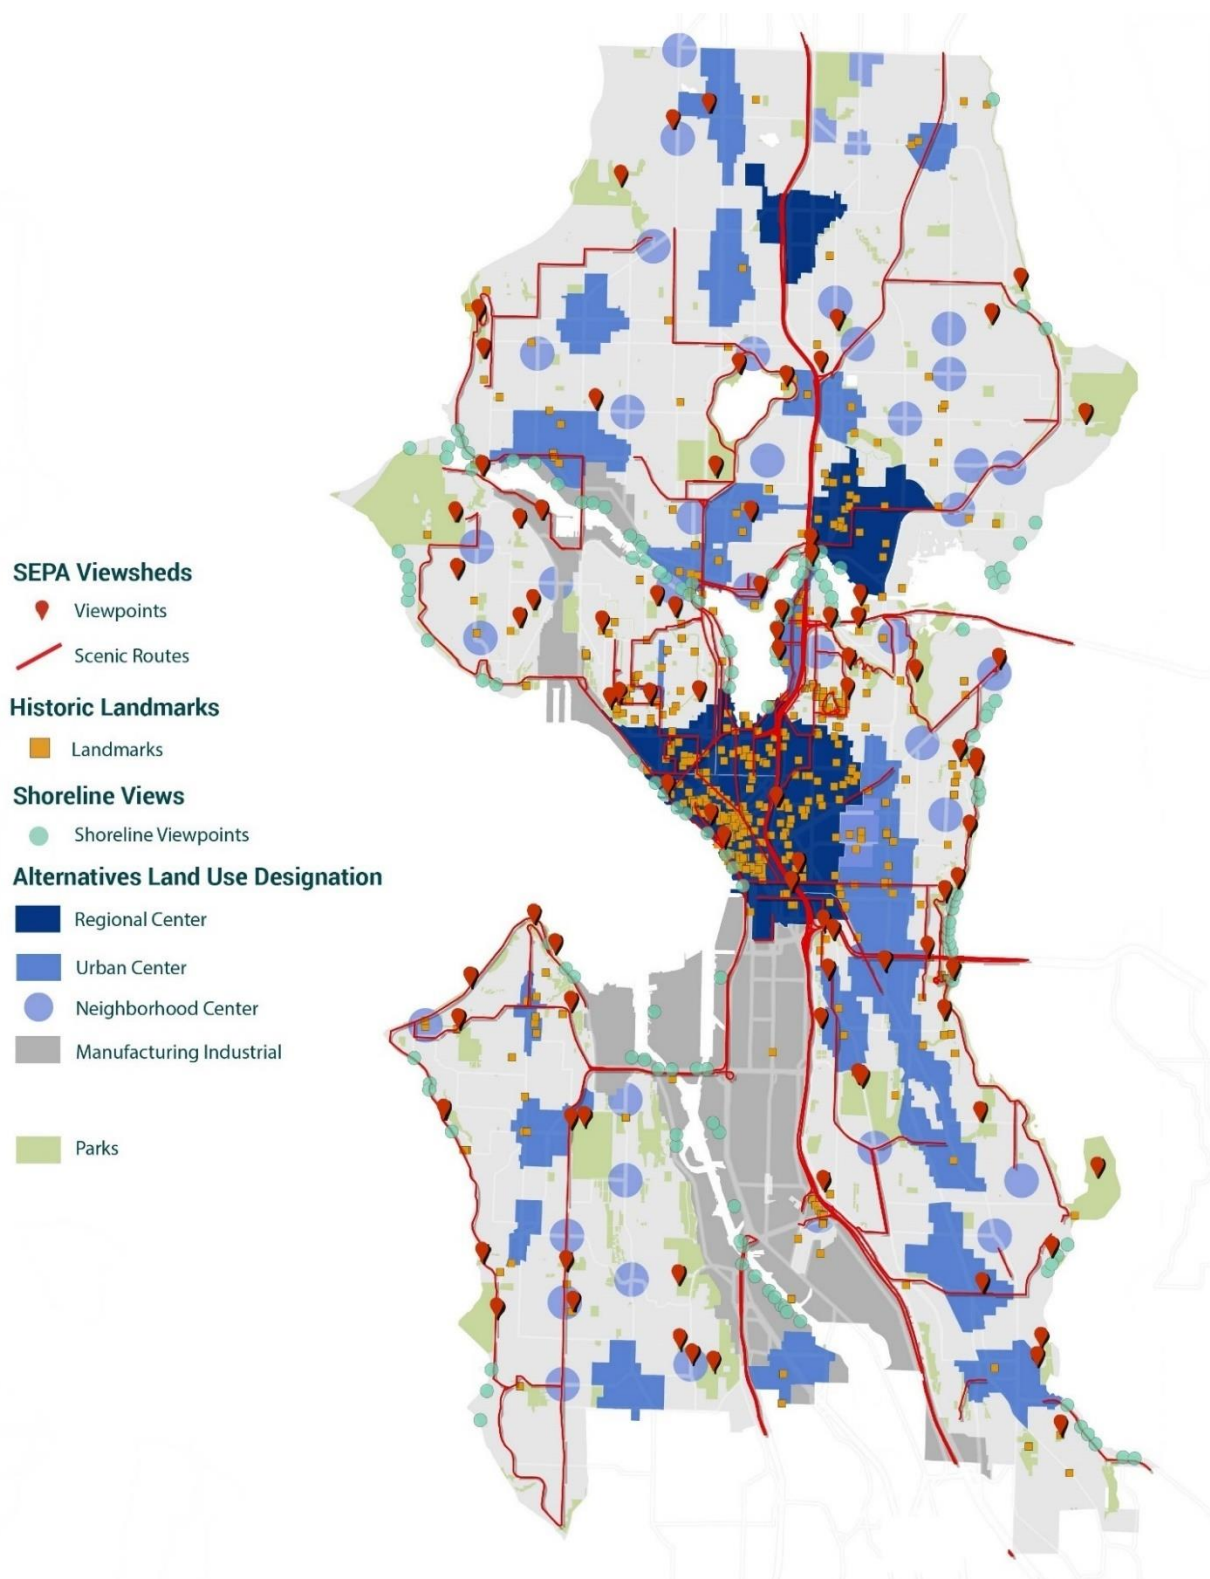 SEPA Viewsheds
Viewpoints
Scenic Routes
Historic Landmarks
Landmarks
Shoreline Views
Shoreline Viewpoints
Alternatives Land Use Designation
Regional Center
Urban Center
Neighborhood Center
Manufacturing Industrial
Parks